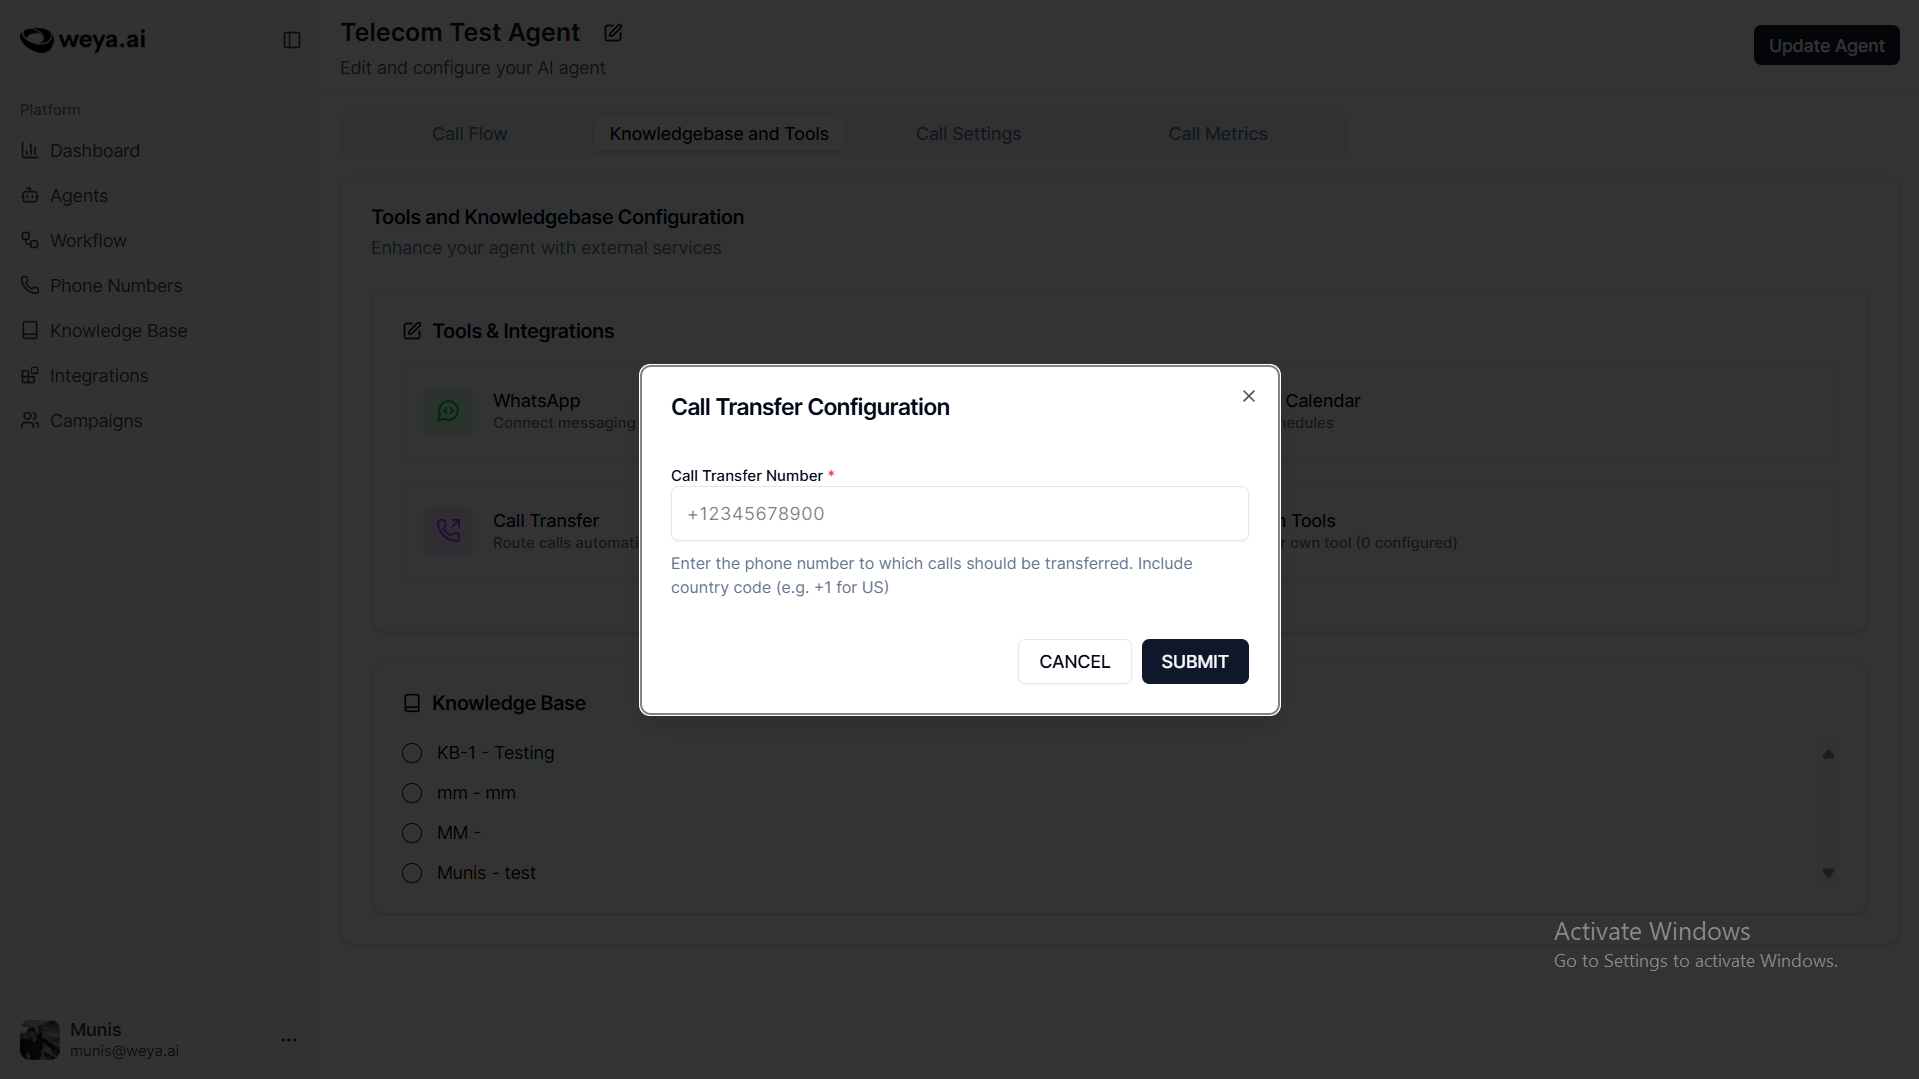 weya.ai
Telecom Test Agent
Edit and configure your AI agent
Update Agent
Platform
Dashboard
Agents
Workflow
Phone Numbers
Knowledge Base
Integrations
Campaigns
Call Flow
Knowledgebase and Tools
Call Settings
Call Metrics
Tools and Knowledgebase Configuration
Enhance your agent with external services
Tools & Integrations
WhatsApp
Connect messaging
Calendar
Call Transfer
Route calls
Tools
own tool (0 configured)
Call Transfer Configuration
Call Transfer Number *
+12345678900
Enter the phone number to which calls should be transferred. Include
country code (e.g. +1 for US)
CANCEL
SUBMIT
Knowledge Base
KB-1 - Testing
mm - mm
MM -
Munis - test
Activate Windows
Go to Settings to activate Windows.
Munis
munis@weya.ai